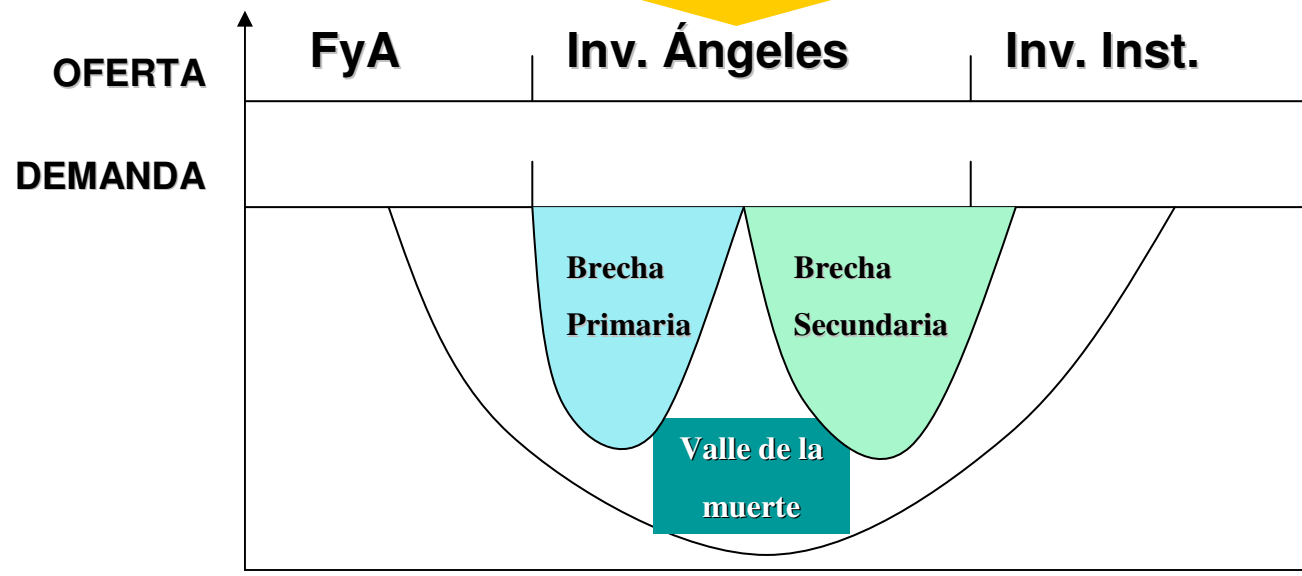 FyA
Inv. Ángeles
Inv. Inst.
OFERTA
DEMANDA
Brecha
Primaria
Brecha
Secundaria
Valle de la
muerte